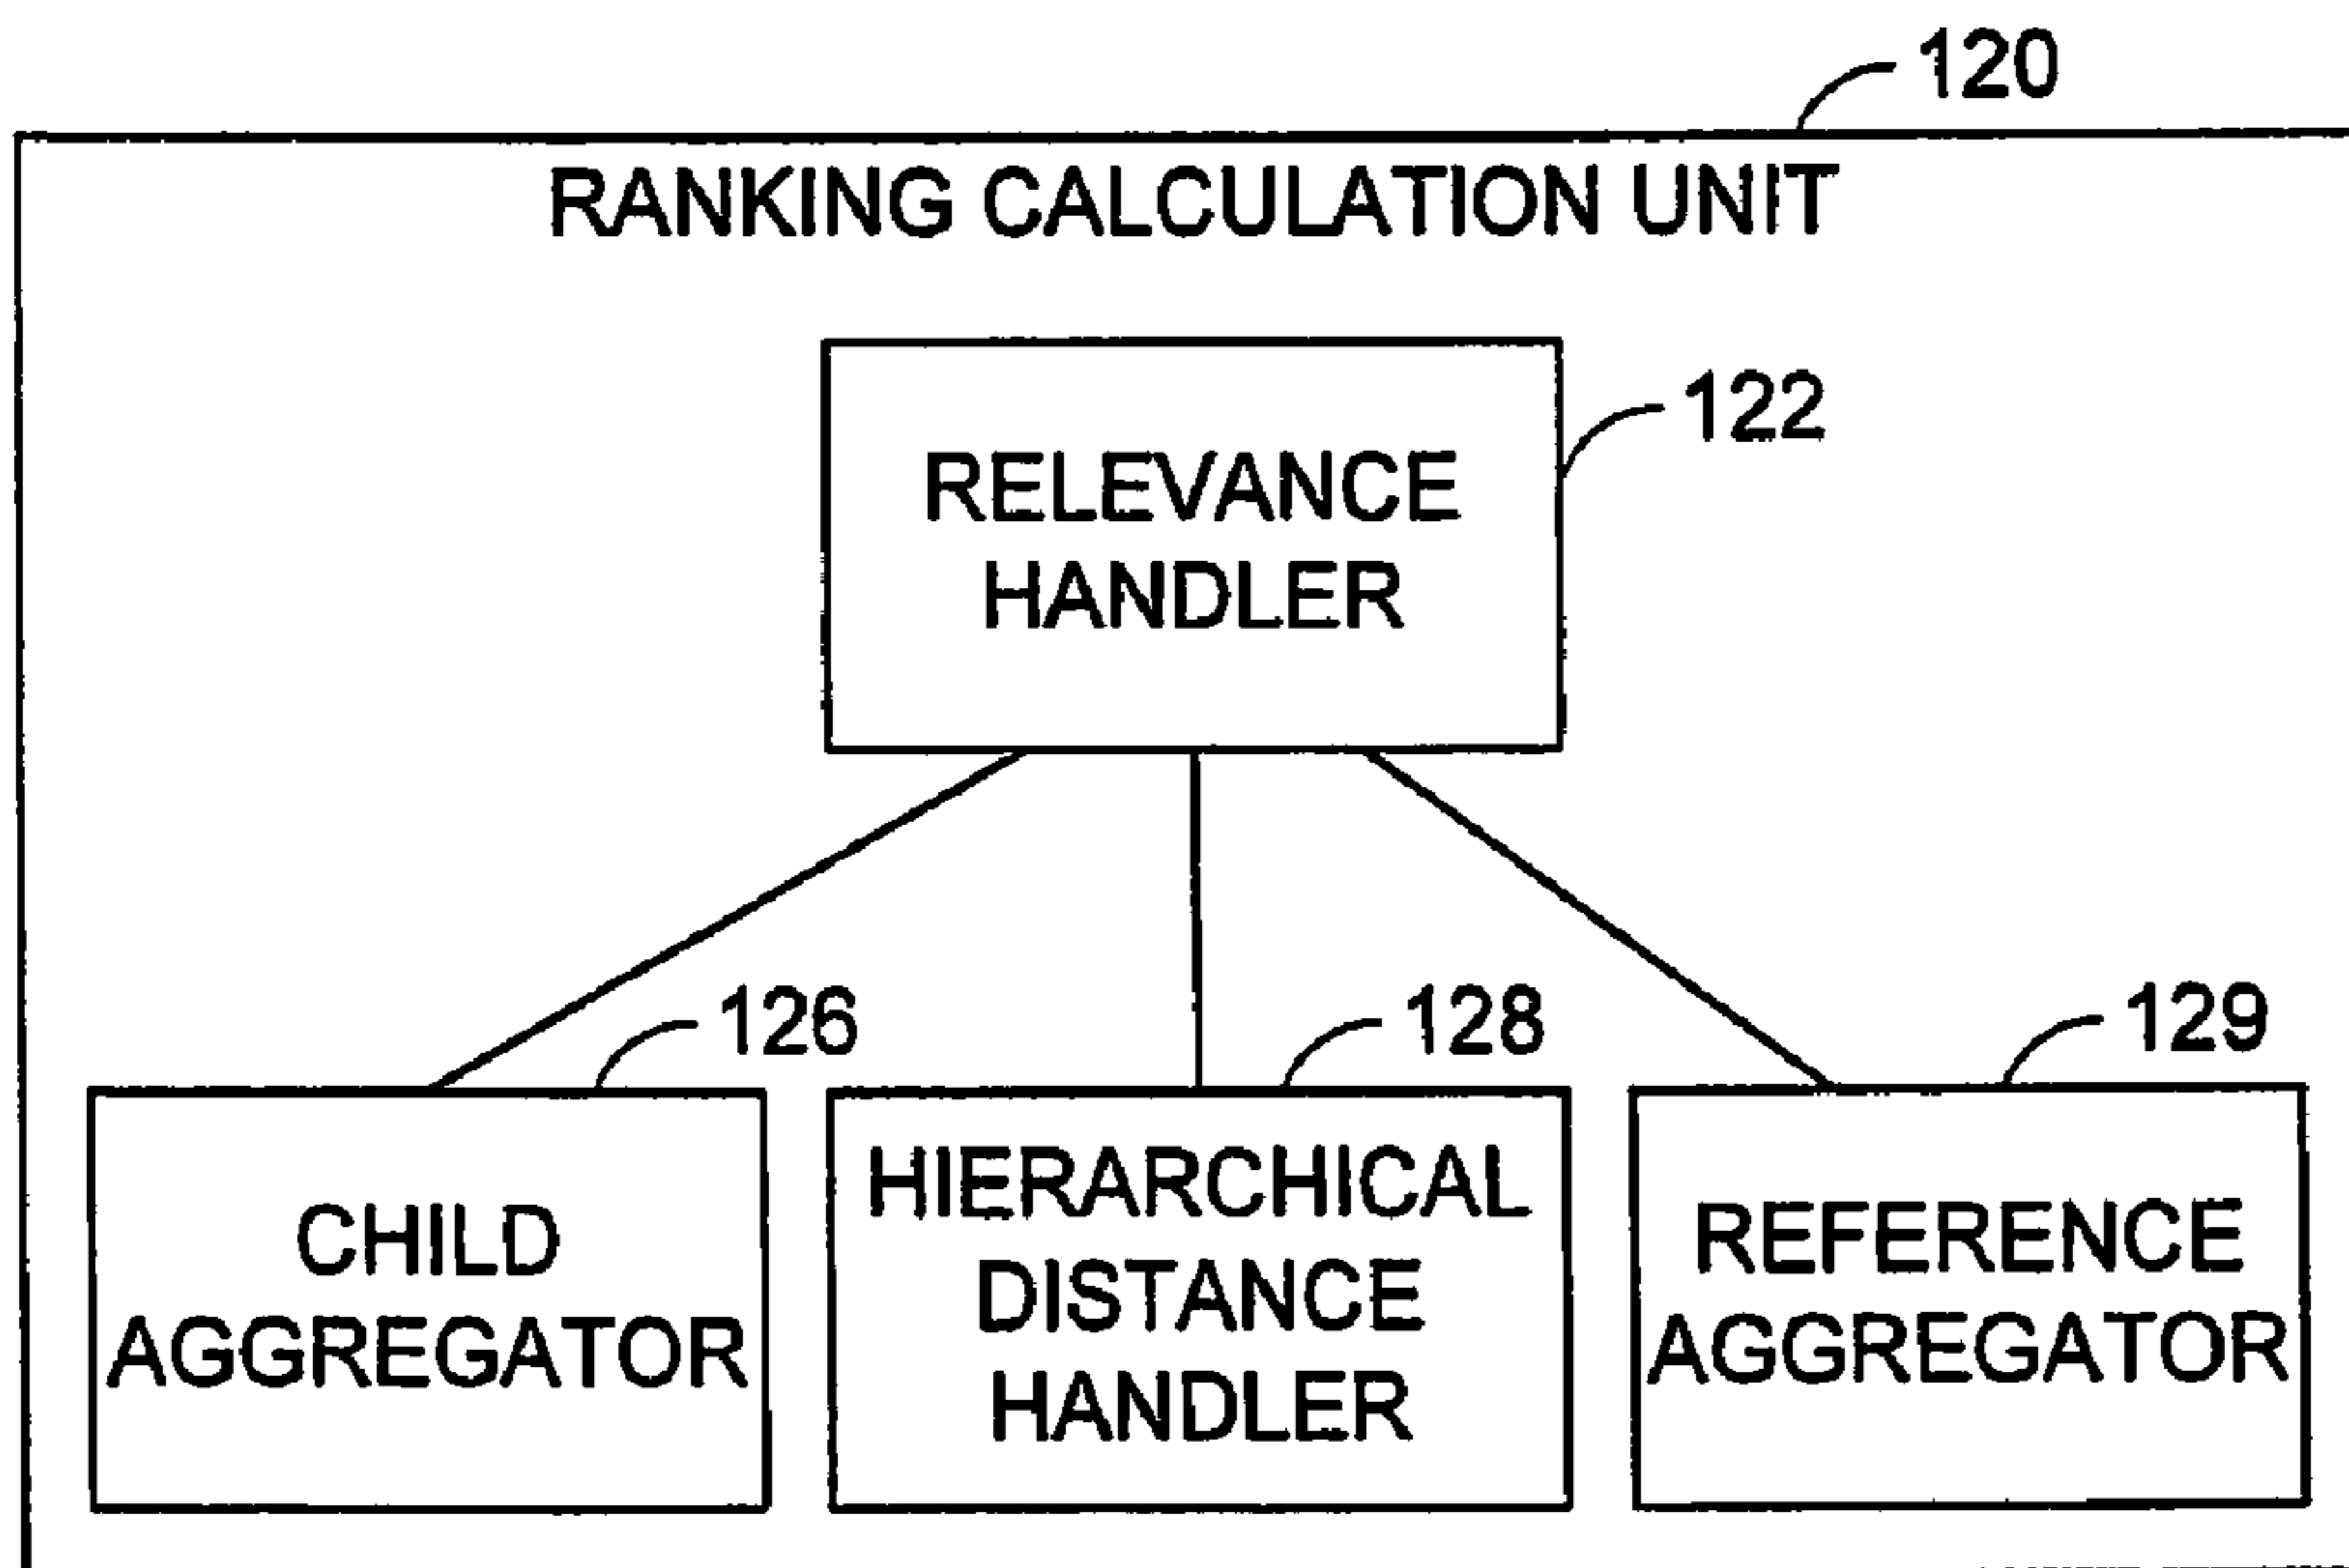 120
RANKING CALCULATION UNIT
122
RELEVANCE
HANDLER
126
128
129
CHILD
AGGREGATOR
HIERARCHICAL
DISTANCE
HANDLER
REFERENCE
AGGREGATOR